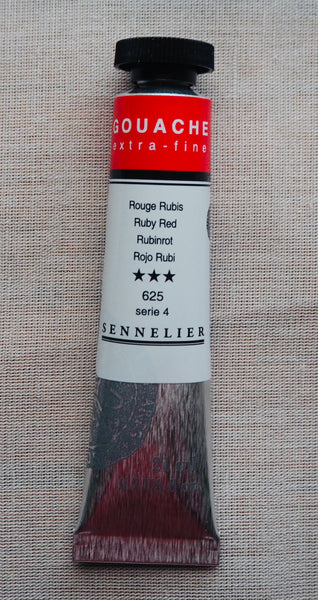 GOUACHE
extra-fine
Rouge Rubis
Ruby Red
Rubinrot
Rojo Rubi
★★★
625
serie 4
SENNELIER